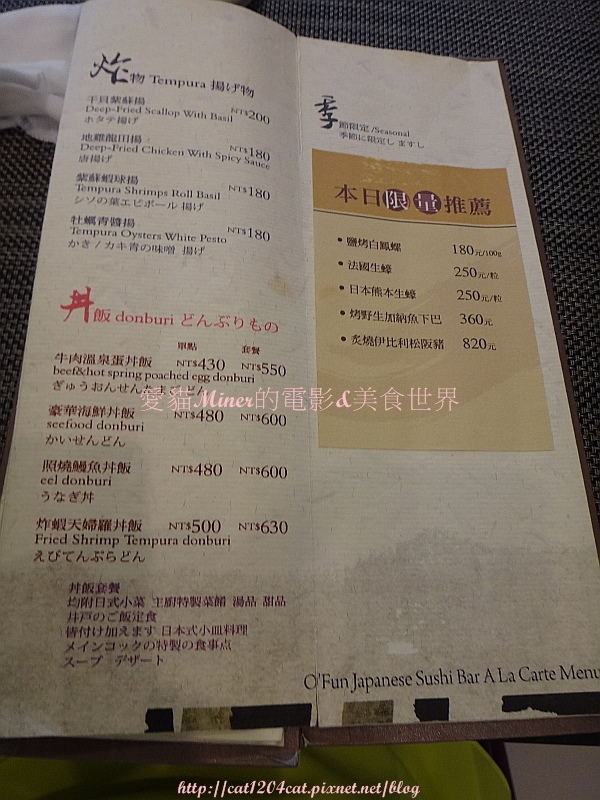 炸物 Tempura 揚げ物
干貝紫蘇揚 NT$200
Deep-Fried Scallop With Basil
ホタテ揚げ
地雞龍田揚 NT$180
Deep-Fried Chicken With Spicy Sauce
唐揚げ
紫蘇蝦球揚 NT$180
Tempura Shrimps Roll Basil
シソの葉エビボール 揚げ
牡蠣青醬揚 NT$180
Tempura Oysters White Pesto
かき/カキ青の味噌 揚げ
丼飯 donburi どんぶりもの
單點 套餐
牛肉溫泉蛋丼飯 NT$430 NT$550
beef&hot spring poached egg donburi
ぎゅうおんせんたまごどん
豪華海鮮丼飯 NT$480 NT$600
seefood donburi
かいせんどん
照燒鰻魚丼飯 NT$480 NT$600
eel donburi
うなぎ丼
炸蝦天婦羅丼飯 NT$500 NT$630
Fried Shrimp Tempura donburi
えびてんぷらどん
丼飯套餐
均附日式小菜 主廚特製菜餚 湯品 甜品
井戸のご飯定食
備付け加えます 日本式小皿料理
メインコックの特製の食事点
スープ デザート
季節限定/Seasonal
季節に限定し ますし
本日限量推薦
• 鹽烤白鳳螺 180元/100g
• 法國生蠔 250元/粒
• 日本熊本生蠔 250元/粒
• 烤野生加納魚下巴 360元
• 炙燒伊比利松阪豬 820元
愛貓Miner的電影&美食世界
O'Fun Japanese Sushi Bar A La Carte Menu
http://cat1204cat.pixnet.net/blog